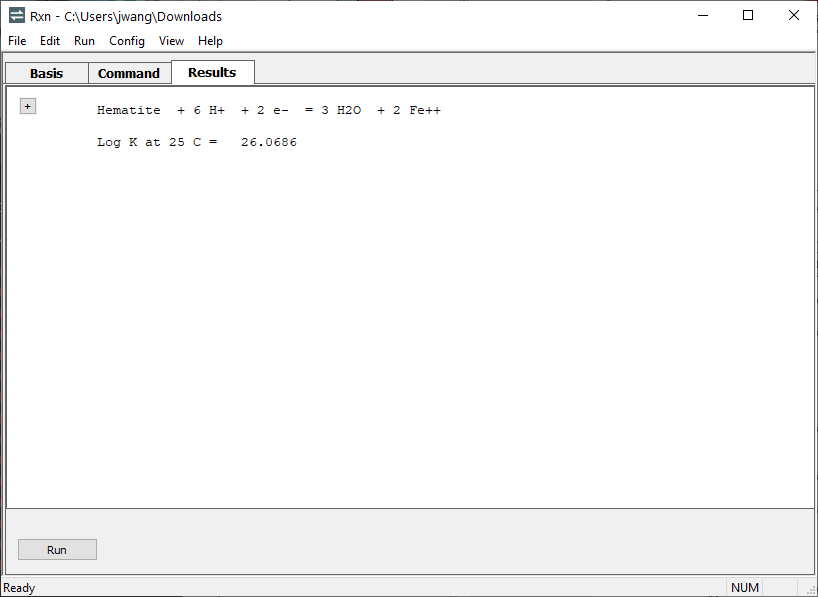 Rxn - C:\Users\jwang\Downloads
File Edit Run Config View Help
Basis Command Results
+ Hematite + 6 H+ + 2 e- = 3 H2O + 2 Fe++
Log K at 25 C = 26.0686
Run
Ready NUM